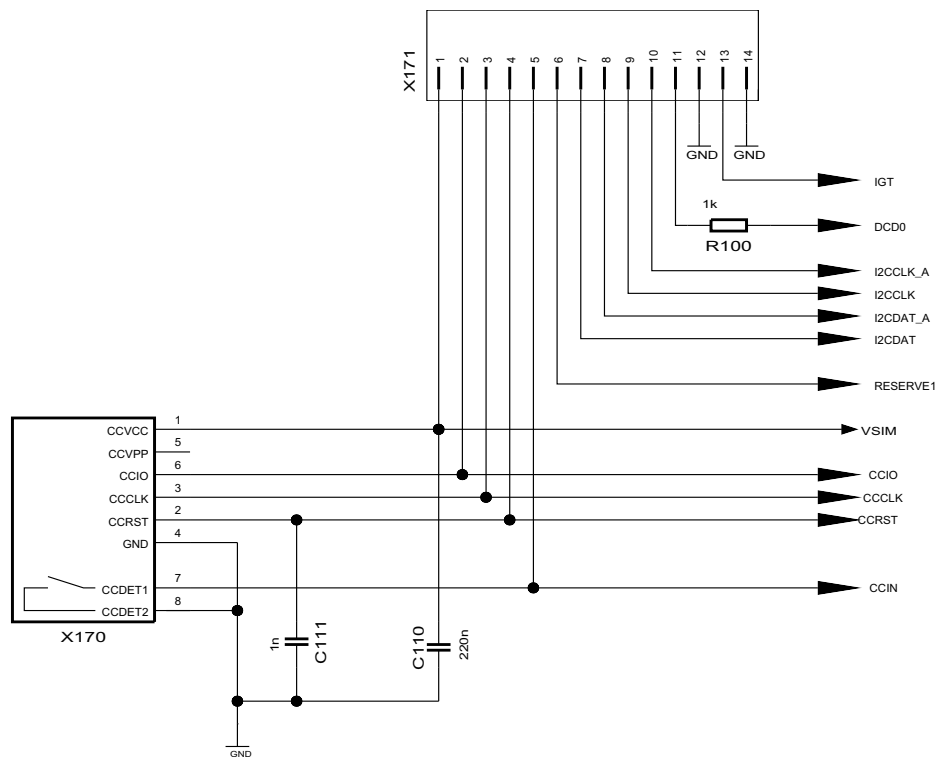 X171
1 2 3 4 5 6 7 8 9 10 11 12 13 14
GND GND
IGT
1k
DCD0
R100
I2CCLK_A
I2CCLK
I2CDAT_A
I2CDAT
RESERVE1
CCVCC 1 VSIM
CCVPP 5
CCIO 6 CCIO
CCCLK 3 CCCLK
CCRST 2 CCRST
GND 4
CCDET1 7 CCIN
CCDET2 8
X170
1n C111
C110 220n
GND